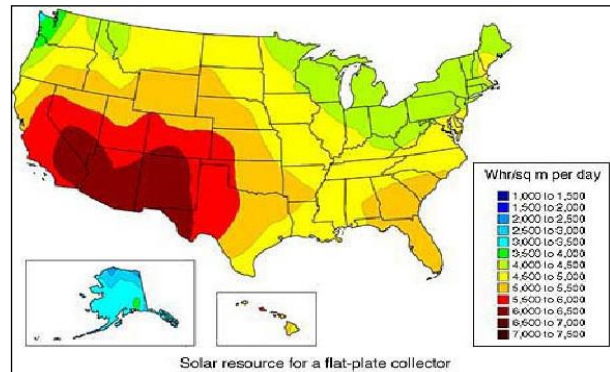 Whr/sq m per day
1,000 to 1,500
1,500 to 2,000
2,000 to 2,500
2,500 to 3,000
3,000 to 3,500
3,500 to 4,000
4,000 to 4,500
4,500 to 5,000
5,000 to 5,500
5,500 to 6,000
6,000 to 6,500
6,500 to 7,000
7,000 to 7,500
Solar resource for a flat-plate collector